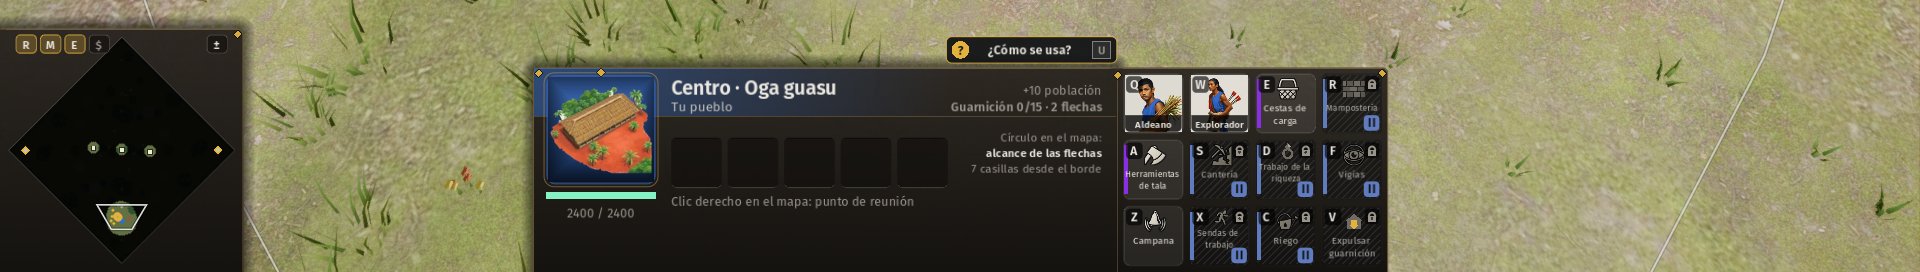 R M E $ ±
¿Cómo se usa? U
Centro · Oga guasu
Tu pueblo
+10 población
Guarnición 0/15 · 2 flechas
Círculo en el mapa:
alcance de las flechas
7 casillas desde el borde
Clic derecho en el mapa: punto de reunión
2400 / 2400
Q
Aldeano
W
Explorador
E
Cestas de
carga
R
Mampostería
A
Herramientas
de tala
S
Cantería
D
Trabajo de la
riqueza
F
Vigías
Z
Campana
X
Sendas de
trabajo
C
Riego
V
Expulsar
guarnición